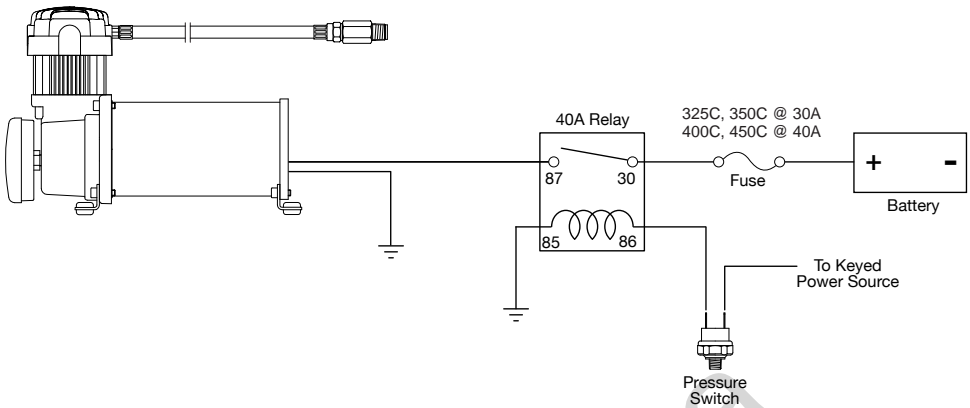 325C, 350C @ 30A
400C, 450C @ 40A
40A Relay
87
30
Fuse
+
-
Battery
85
86
To Keyed
Power Source
Pressure
Switch